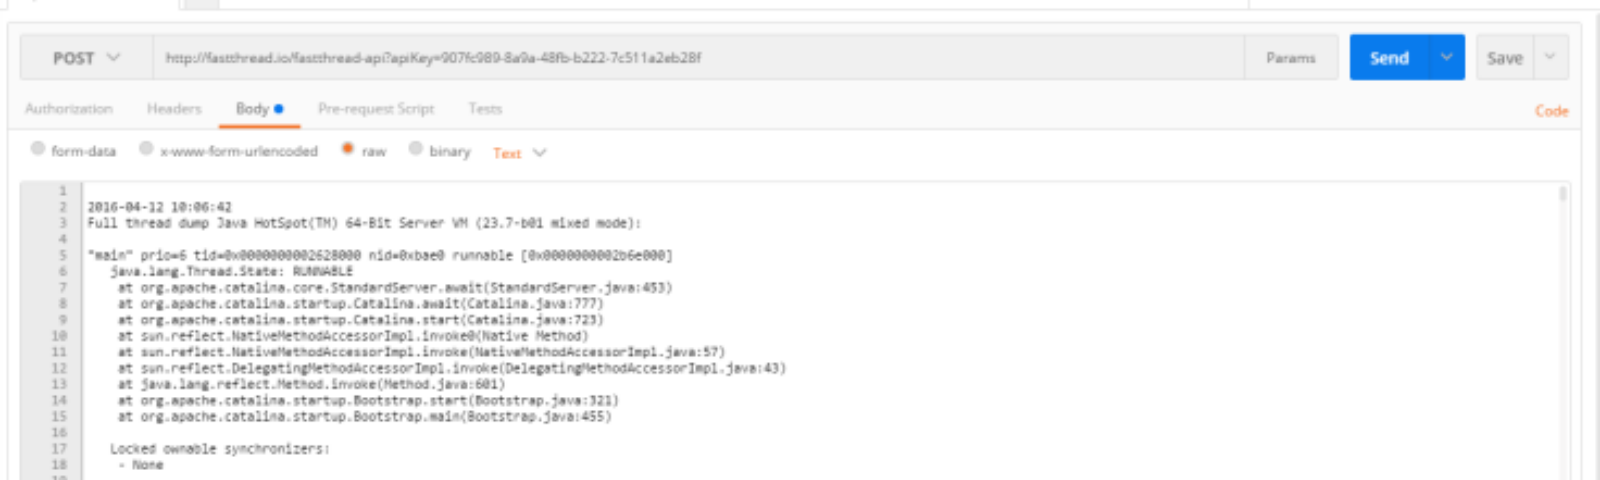 POST http://fastthread.io/fastthread-api?apiKey=907fc989-8a9a-48fb-b222-7c511a2eb28f Params Send Save
Authorization Headers Body Pre-request Script Tests Code
form-data x-www-form-urlencoded raw binary Text
1
2 2016-04-12 10:06:42
3 Full thread dump Java HotSpot(TM) 64-Bit Server VM (23.7-b01 mixed mode):
4
5 "main" prio=6 tid=0x0000000002628000 nid=0xbae0 runnable [0x0000000002b6e000]
6 java.lang.Thread.State: RUNNABLE
7 at org.apache.catalina.core.StandardServer.await(StandardServer.java:453)
8 at org.apache.catalina.startup.Catalina.await(Catalina.java:777)
9 at org.apache.catalina.startup.Catalina.start(Catalina.java:723)
10 at sun.reflect.NativeMethodAccessorImpl.invoke0(Native Method)
11 at sun.reflect.NativeMethodAccessorImpl.invoke(NativeMethodAccessorImpl.java:57)
12 at sun.reflect.DelegatingMethodAccessorImpl.invoke(DelegatingMethodAccessorImpl.java:43)
13 at java.lang.reflect.Method.invoke(Method.java:601)
14 at org.apache.catalina.startup.Bootstrap.start(Bootstrap.java:321)
15 at org.apache.catalina.startup.Bootstrap.main(Bootstrap.java:455)
16
17 Locked ownable synchronizers:
18 - None